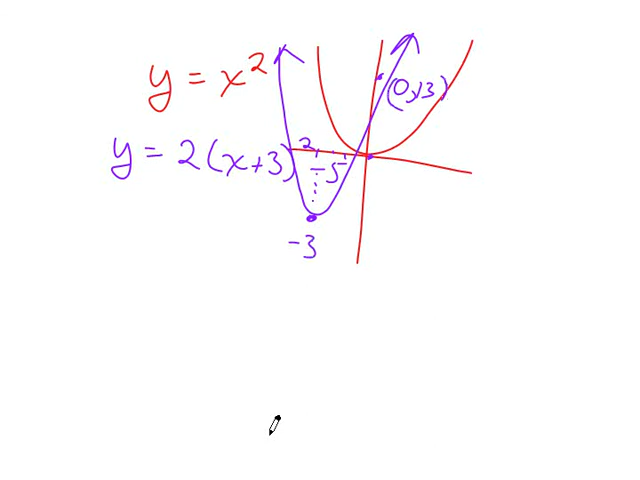 y = x²
(0,3)
y = 2(x+3)²
-3